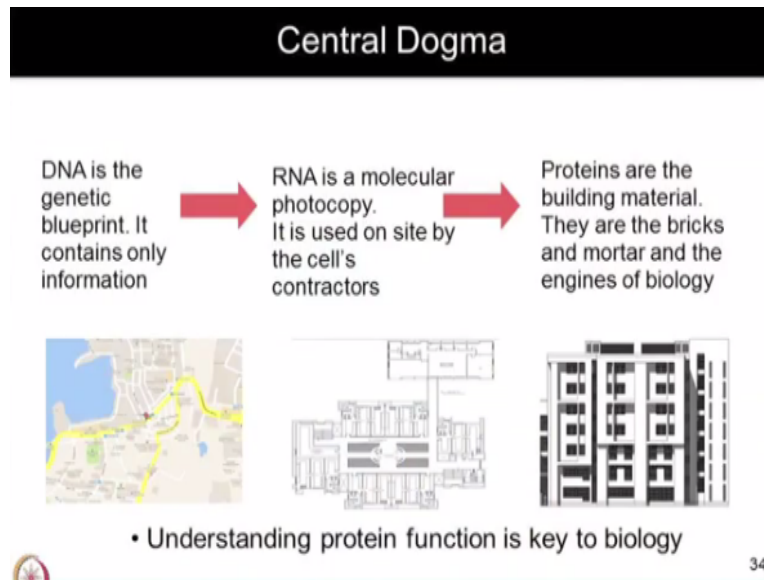 Central Dogma
DNA is the
genetic
blueprint. It
contains only
information
RNA is a molecular
photocopy.
It is used on site by
the cell's
contractors
Proteins are the
building material.
They are the bricks
and mortar and the
engines of biology
• Understanding protein function is key to biology
34